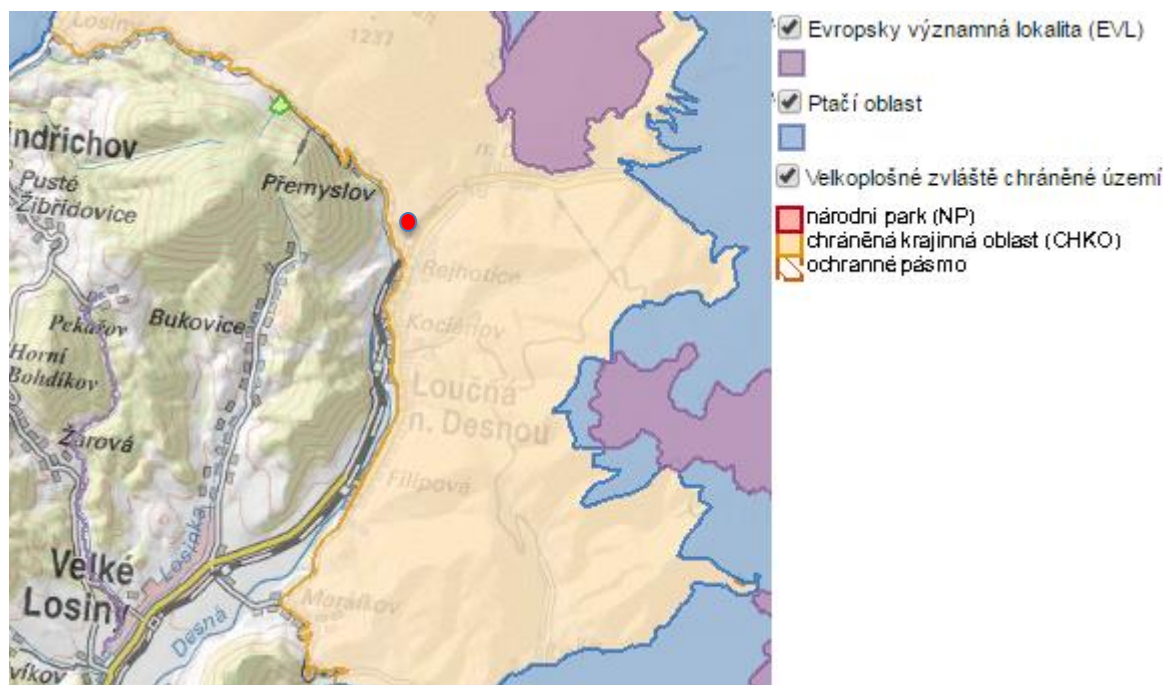 Losiny
1237
Jindřichov
Pusté
Žibřidovice
Přemyslov
Rejhotice
Pekařov
Bukovice
Kociánov
Horní
Bohdíkov
Loučná
n. Desnou
Žárová
Filipová
Losinka
Velké
Losiny
Maršíkov
Desná
víkov
Evropsky významná lokalita (EVL)
Ptačí oblast
Velkoplošné zvláště chráněné území
národní park (NP)
chráněná krajinná oblast (CHKO)
ochranné pásmo